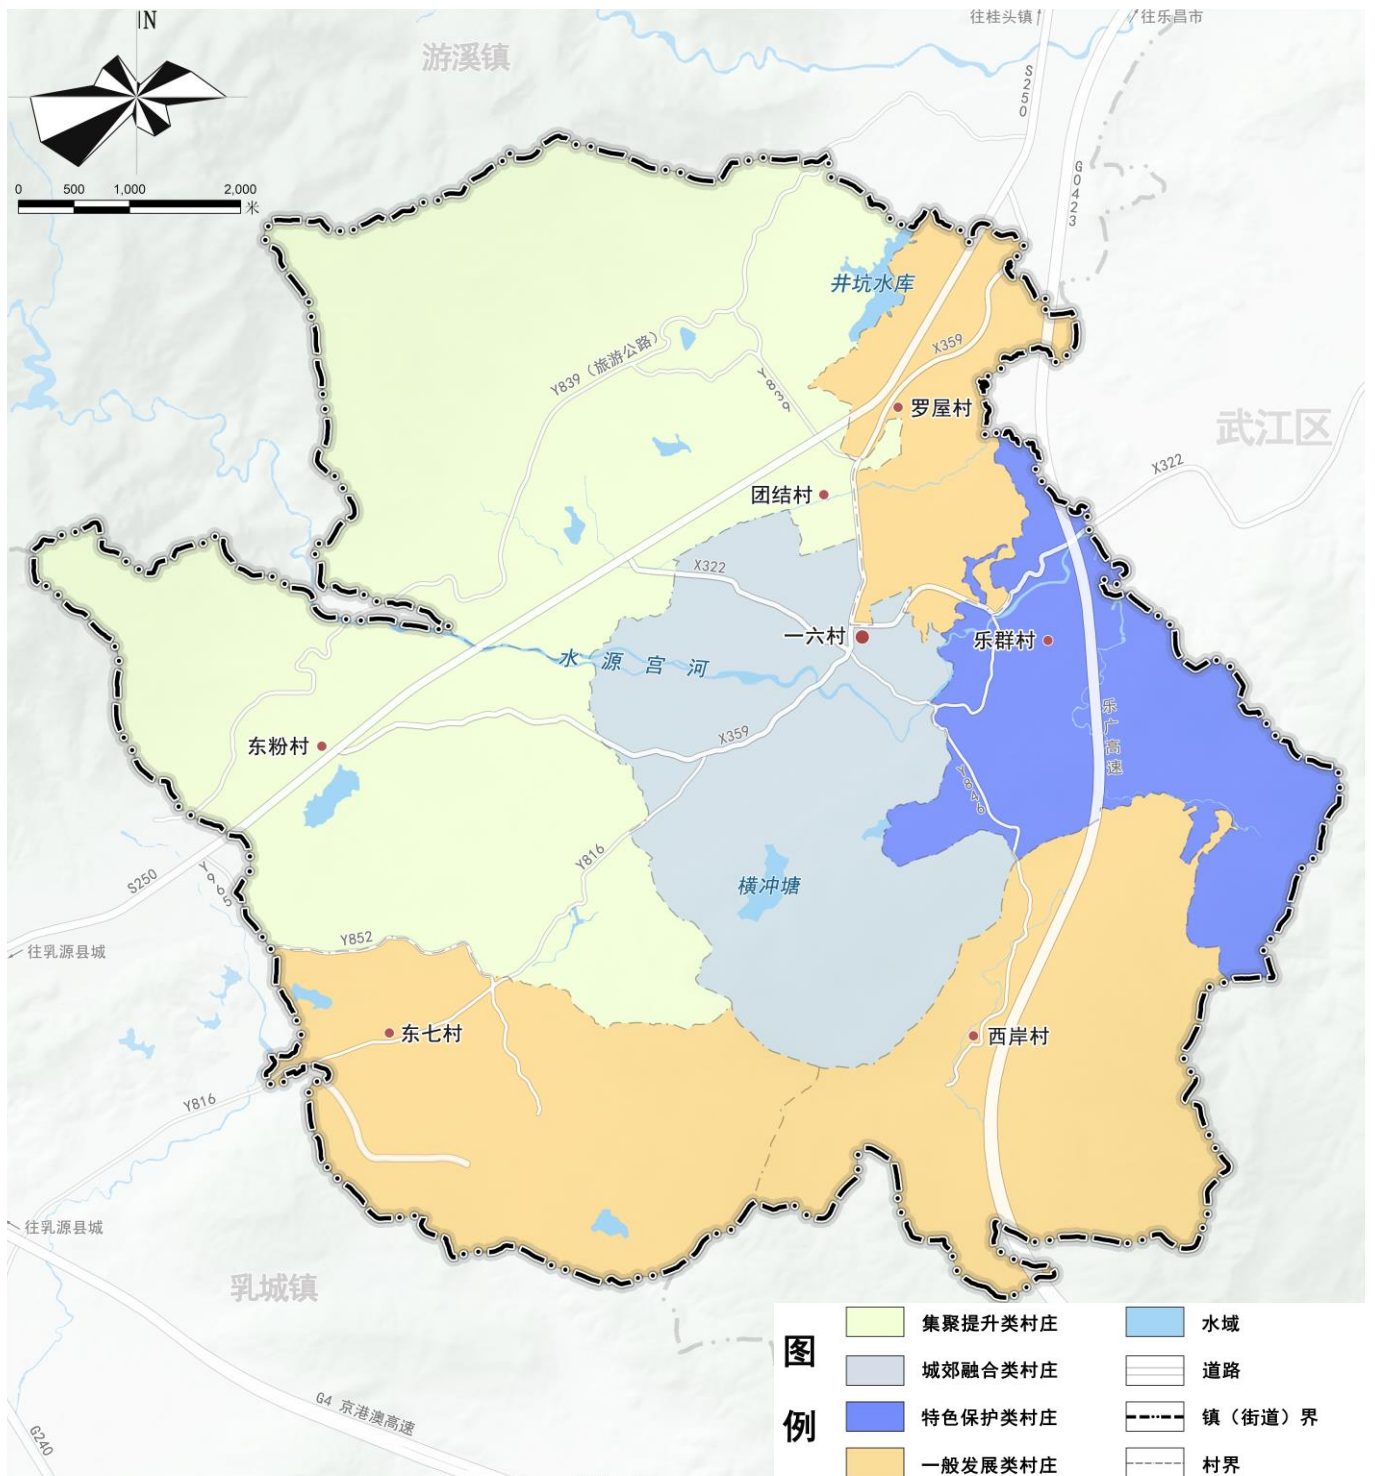 N
往桂头镇
往乐昌市
游溪镇
S250
G0423
0 500 1,000 2,000
米
井坑水库
X359
Y839（旅游公路）
Y839
罗屋村
武江区
X322
团结村
X322
一六村
乐群村
水源宫河
乐广高速
X359
东粉村
Y846
Y816
横冲塘
S250
Y965
往乳源县城
Y852
东七村
西岸村
Y816
往乳源县城
乳城镇
G4 京港澳高速
G240
图例
集聚提升类村庄
水域
城郊融合类村庄
道路
特色保护类村庄
镇（街道）界
一般发展类村庄
村界